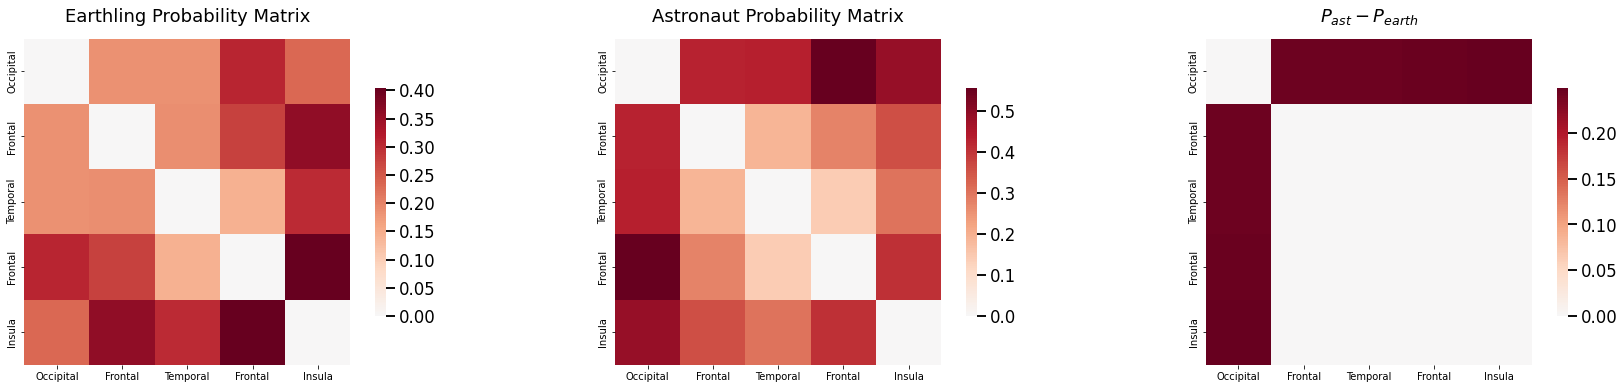 Earthling Probability Matrix
Occipital
Frontal
Temporal
Frontal
Insula
Occipital Frontal Temporal Frontal Insula
0.40
0.35
0.30
0.25
0.20
0.15
0.10
0.05
0.00
Astronaut Probability Matrix
Occipital
Frontal
Temporal
Frontal
Insula
Occipital Frontal Temporal Frontal Insula
0.5
0.4
0.3
0.2
0.1
0.0
P_ast − P_earth
Occipital
Frontal
Temporal
Frontal
Insula
Occipital Frontal Temporal Frontal Insula
0.20
0.15
0.10
0.05
0.00